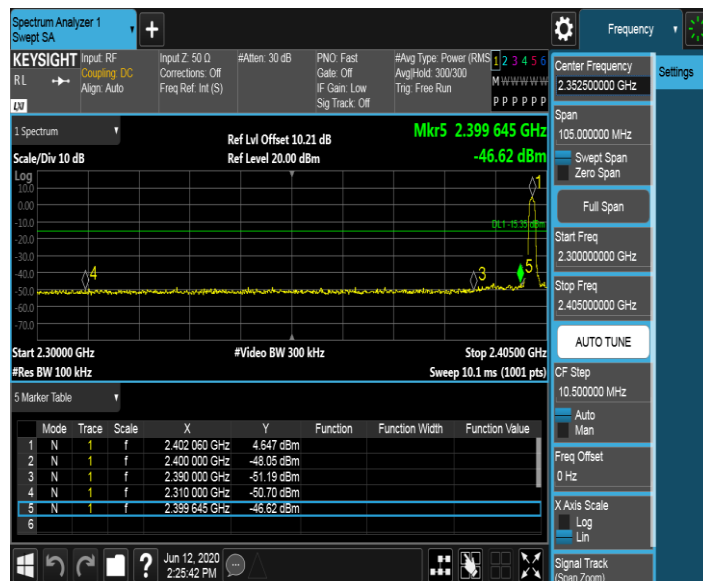 Spectrum Analyzer 1
Swept SA
+
Frequency
KEYSIGHT
RL
LXI
Input: RF
Coupling: DC
Align: Auto
Input Z: 50 Ω
Corrections: Off
Freq Ref: Int (S)
#Atten: 30 dB
PNO: Fast
Gate: Off
IF Gain: Low
Sig Track: Off
#Avg Type: Power (RMS
Avg|Hold: 300/300
Trig: Free Run
1 2 3 4 5 6
M W W W W W
P P P P P P
1 Spectrum
Scale/Div 10 dB
Ref Lvl Offset 10.21 dB
Ref Level 20.00 dBm
Mkr5 2.399 645 GHz
-46.62 dBm
Log
10.0
0.00
-10.0
-20.0
-30.0
-40.0
-50.0
-60.0
-70.0
1
DL1 -15.35 dBm
4
3
5
Start 2.30000 GHz
#Video BW 300 kHz
Stop 2.40500 GHz
#Res BW 100 kHz
Sweep 10.1 ms (1001 pts)
5 Marker Table
Mode Trace Scale X Y Function Function Width Function Value
1 N 1 f 2.402 060 GHz 4.647 dBm
2 N 1 f 2.400 000 GHz -48.05 dBm
3 N 1 f 2.390 000 GHz -51.19 dBm
4 N 1 f 2.310 000 GHz -50.70 dBm
5 N 1 f 2.399 645 GHz -46.62 dBm
6
?
Jun 12, 2020
2:25:42 PM
Center Frequency
2.352500000 GHz
Settings
Span
105.000000 MHz
Swept Span
Zero Span
Full Span
Start Freq
2.300000000 GHz
Stop Freq
2.405000000 GHz
AUTO TUNE
CF Step
10.500000 MHz
Auto
Man
Freq Offset
0 Hz
X Axis Scale
Log
Lin
Signal Track
(Span Zoom)